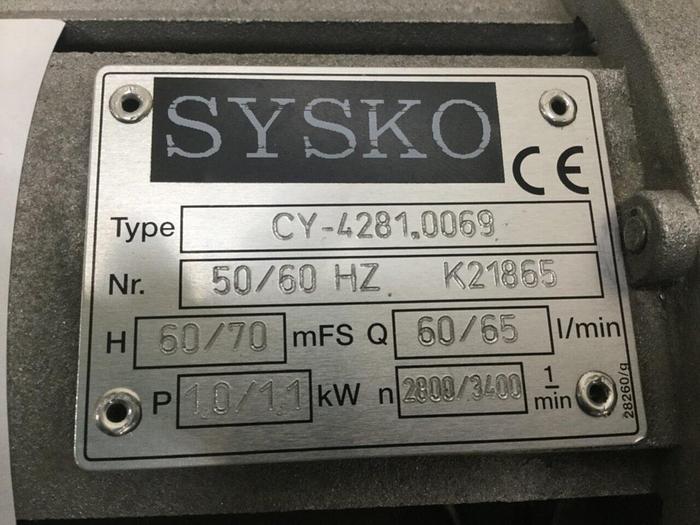 SYSKO
CE
Type CY-4281.0069
Nr. 50/60 HZ K21865
H 60/70 mFS Q 60/65 l/min
P 1.0/1.1 kW n 2800/3400 1/min
28260/g